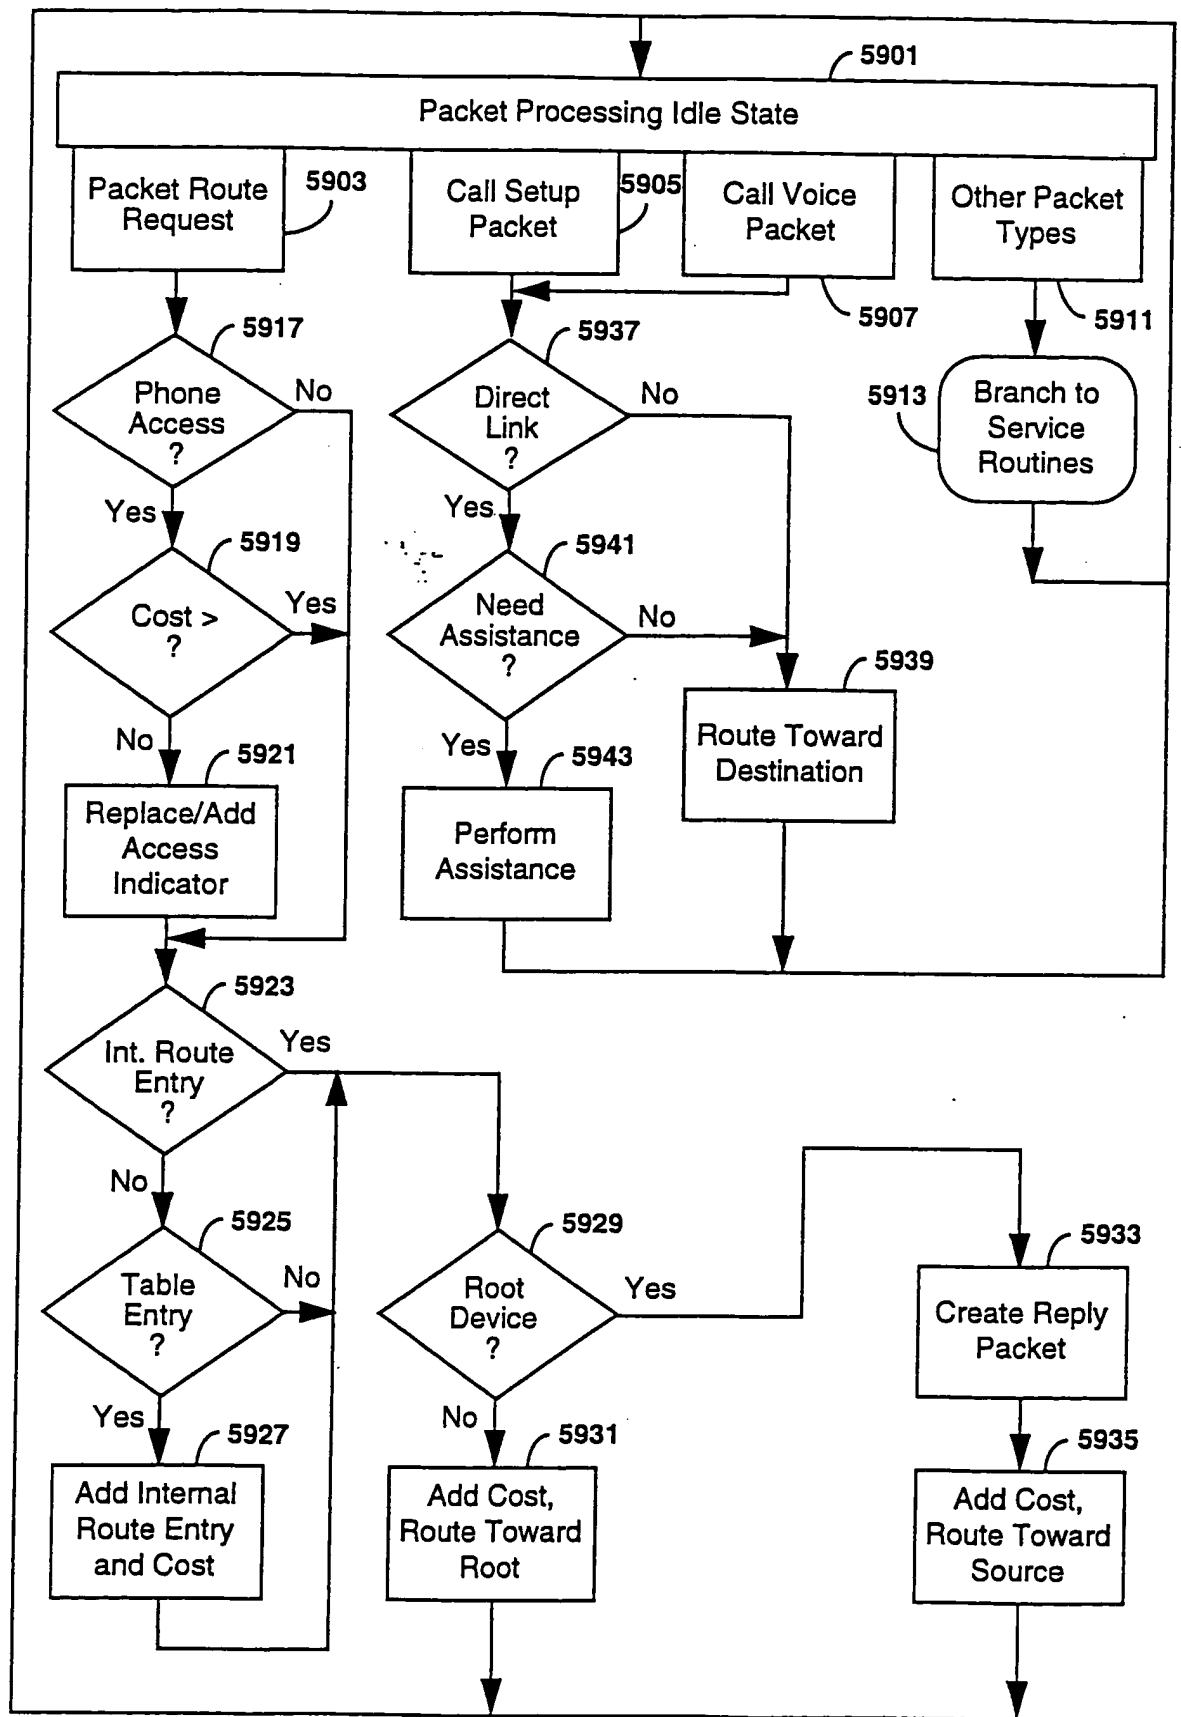 5901
Packet Processing Idle State
Packet Route
Request
5903
Call Setup
Packet
5905
Call Voice
Packet
5907
Other Packet
Types
5911
5917
Phone
Access
?
No
Yes
5919
Cost >
?
Yes
No
5921
Replace/Add
Access
Indicator
5937
Direct
Link
?
No
Yes
5941
Need
Assistance
?
No
Yes
5943
Perform
Assistance
5939
Route Toward
Destination
5913
Branch to
Service
Routines
5923
Int. Route
Entry
?
Yes
No
5925
Table
Entry
?
No
Yes
5927
Add Internal
Route Entry
and Cost
5929
Root
Device
?
Yes
No
5931
Add Cost,
Route Toward
Root
5933
Create Reply
Packet
5935
Add Cost,
Route Toward
Source